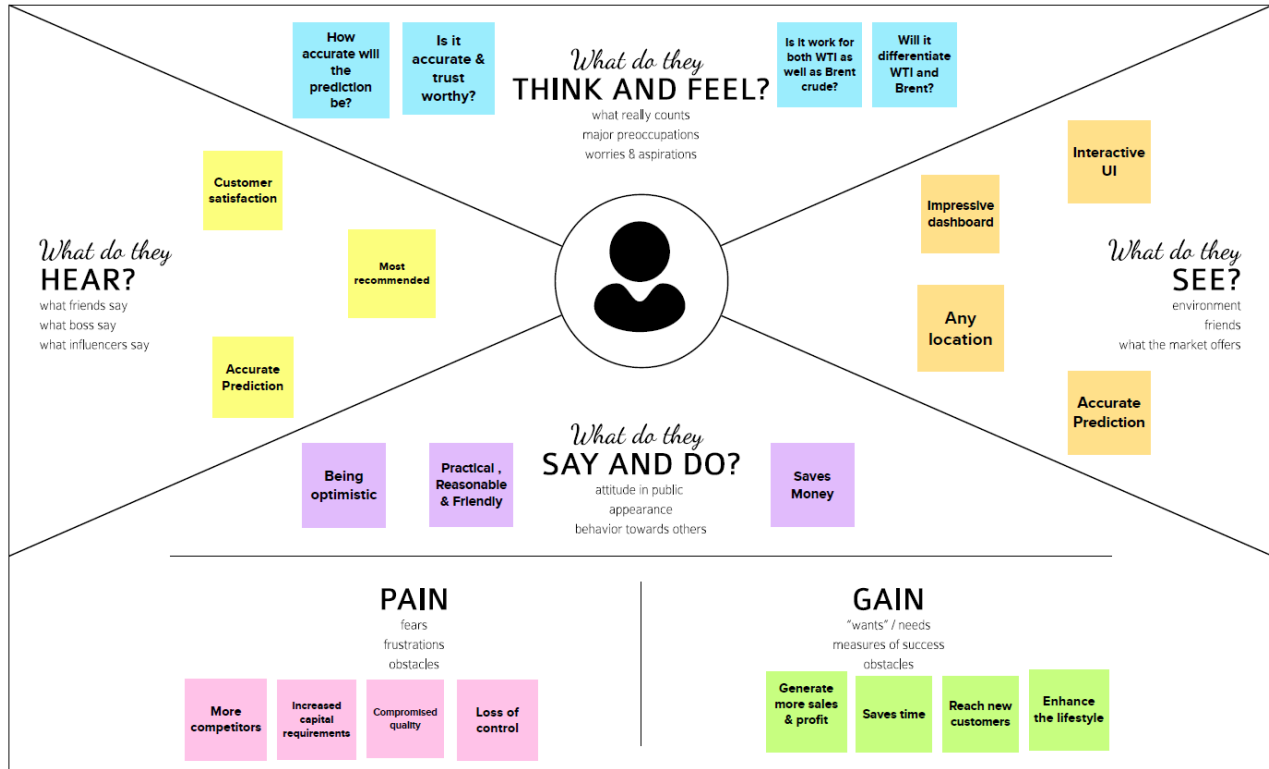 How
accurate will
the
prediction
be?
Is it
accurate &
trust
worthy?
What do they
THINK AND FEEL?
what really counts
major preoccupations
worries & aspirations
Is it work for
both WTI as
well as Brent
crude?
Will it
differentiate
WTI and
Brent?
What do they
HEAR?
what friends say
what boss say
what influencers say
Customer
satisfaction
Most
recommended
Accurate
Prediction
Interactive
UI
Impressive
dashboard
Any
location
Accurate
Prediction
What do they
SEE?
environment
friends
what the market offers
What do they
SAY AND DO?
attitude in public
appearance
behavior towards others
Being
optimistic
Practical ,
Reasonable
& Friendly
Saves
Money
PAIN
fears
frustrations
obstacles
More
competitors
Increased
capital
requirements
Compromised
quality
Loss of
control
GAIN
"wants" / needs
measures of success
obstacles
Generate
more sales
& profit
Saves time
Reach new
customers
Enhance
the lifestyle